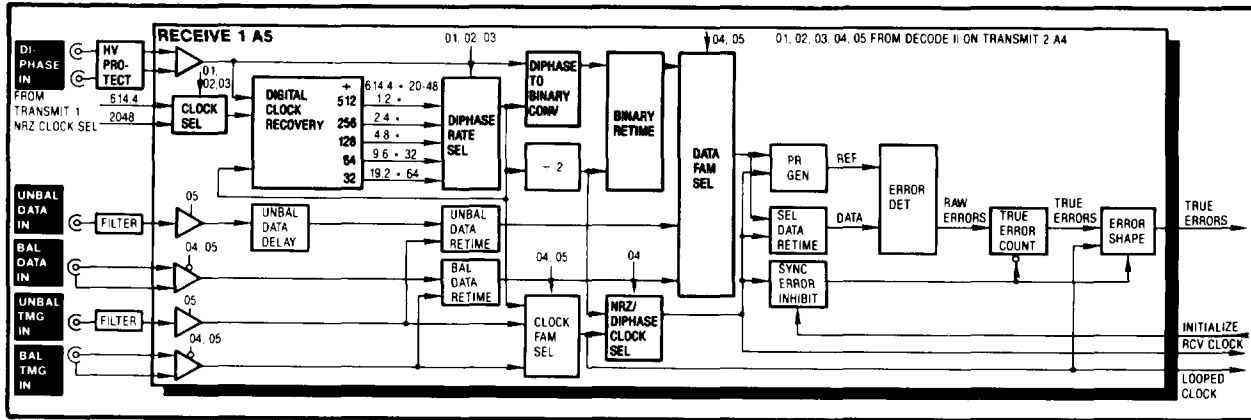 RECEIVE 1 A5
DI-
PHASE
IN
HV
PRO-
TECT
FROM
TRANSMIT 1
NRZ CLOCK SEL
614.4
2048
01,
02,03
CLOCK
SEL
DIGITAL
CLOCK
RECOVERY
÷
512
256
128
64
32
614.4 • 20-48
1.2 •
2.4 •
4.8 •
9.6 • 32
19.2 • 64
01, 02, 03
DIPHASE
RATE
SEL
DIPHASE
TO
BINARY
CONV
÷ 2
BINARY
RETIME
04, 05
01, 02, 03, 04, 05 FROM DECODE II ON TRANSMIT 2 A4
DATA
FAM
SEL
PR
GEN
REF
SEL
DATA
RETIME
DATA
ERROR
DET
RAW
ERRORS
TRUE
ERROR
COUNT
TRUE
ERRORS
ERROR
SHAPE
TRUE
ERRORS
SYNC
ERROR
INHIBIT
UNBAL
DATA
IN
FILTER
05
UNBAL
DATA
DELAY
UNBAL
DATA
RETIME
BAL
DATA
IN
04, 05
BAL
DATA
RETIME
UNBAL
TMG
IN
FILTER
05
04, 05
CLOCK
FAM
SEL
04
NRZ/
DIPHASE
CLOCK
SEL
BAL
TMG
IN
04, 05
INITIALIZE
RCV CLOCK
LOOPED
CLOCK